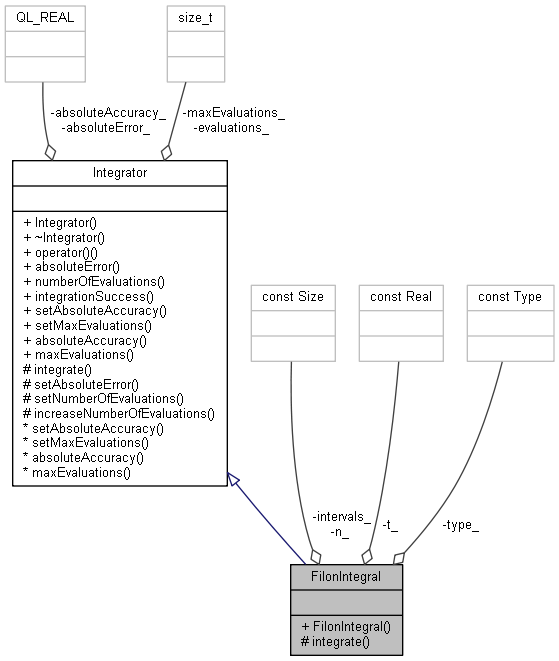 QL_REAL
size_t
-absoluteAccuracy_
-absoluteError_
-maxEvaluations_
-evaluations_
Integrator
+ Integrator()
+ ~Integrator()
+ operator()()
+ absoluteError()
+ numberOfEvaluations()
+ integrationSuccess()
+ setAbsoluteAccuracy()
+ setMaxEvaluations()
+ absoluteAccuracy()
+ maxEvaluations()
# integrate()
# setAbsoluteError()
# setNumberOfEvaluations()
# increaseNumberOfEvaluations()
* setAbsoluteAccuracy()
* setMaxEvaluations()
* absoluteAccuracy()
* maxEvaluations()
const Size
const Real
const Type
-intervals_
-n_
-t_
-type_
FilonIntegral
+ FilonIntegral()
# integrate()